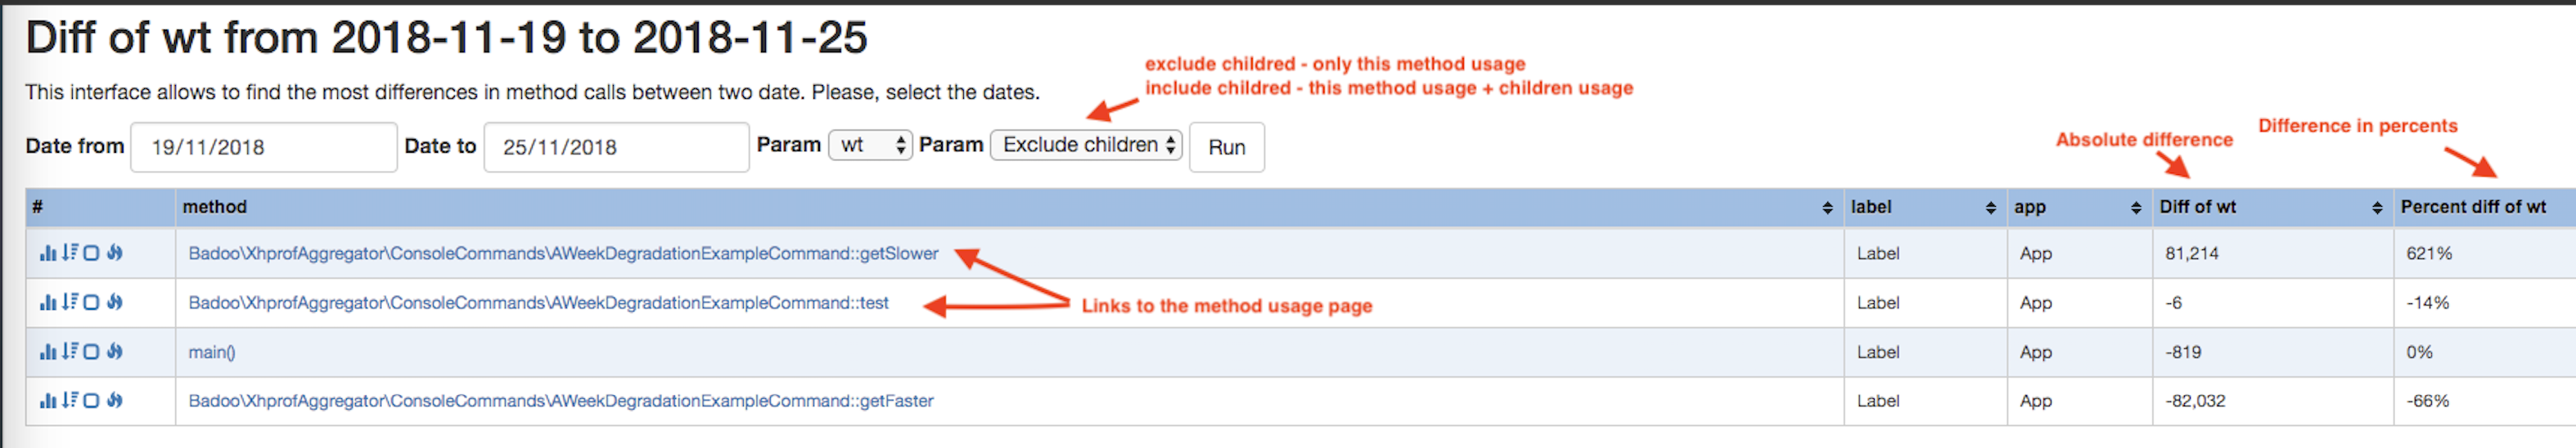 Diff of wt from 2018-11-19 to 2018-11-25
exclude childred - only this method usage
include childred - this method usage + children usage
This interface allows to find the most differences in method calls between two date. Please, select the dates.
Date from 19/11/2018 Date to 25/11/2018 Param wt Param Exclude children Run
Absolute difference
Difference in percents
# method label app Diff of wt Percent diff of wt
Badoo\XhprofAggregator\ConsoleCommands\AWeekDegradationExampleCommand::getSlower Label App 81,214 621%
Badoo\XhprofAggregator\ConsoleCommands\AWeekDegradationExampleCommand::test Label App -6 -14%
Links to the method usage page
main() Label App -819 0%
Badoo\XhprofAggregator\ConsoleCommands\AWeekDegradationExampleCommand::getFaster Label App -82,032 -66%